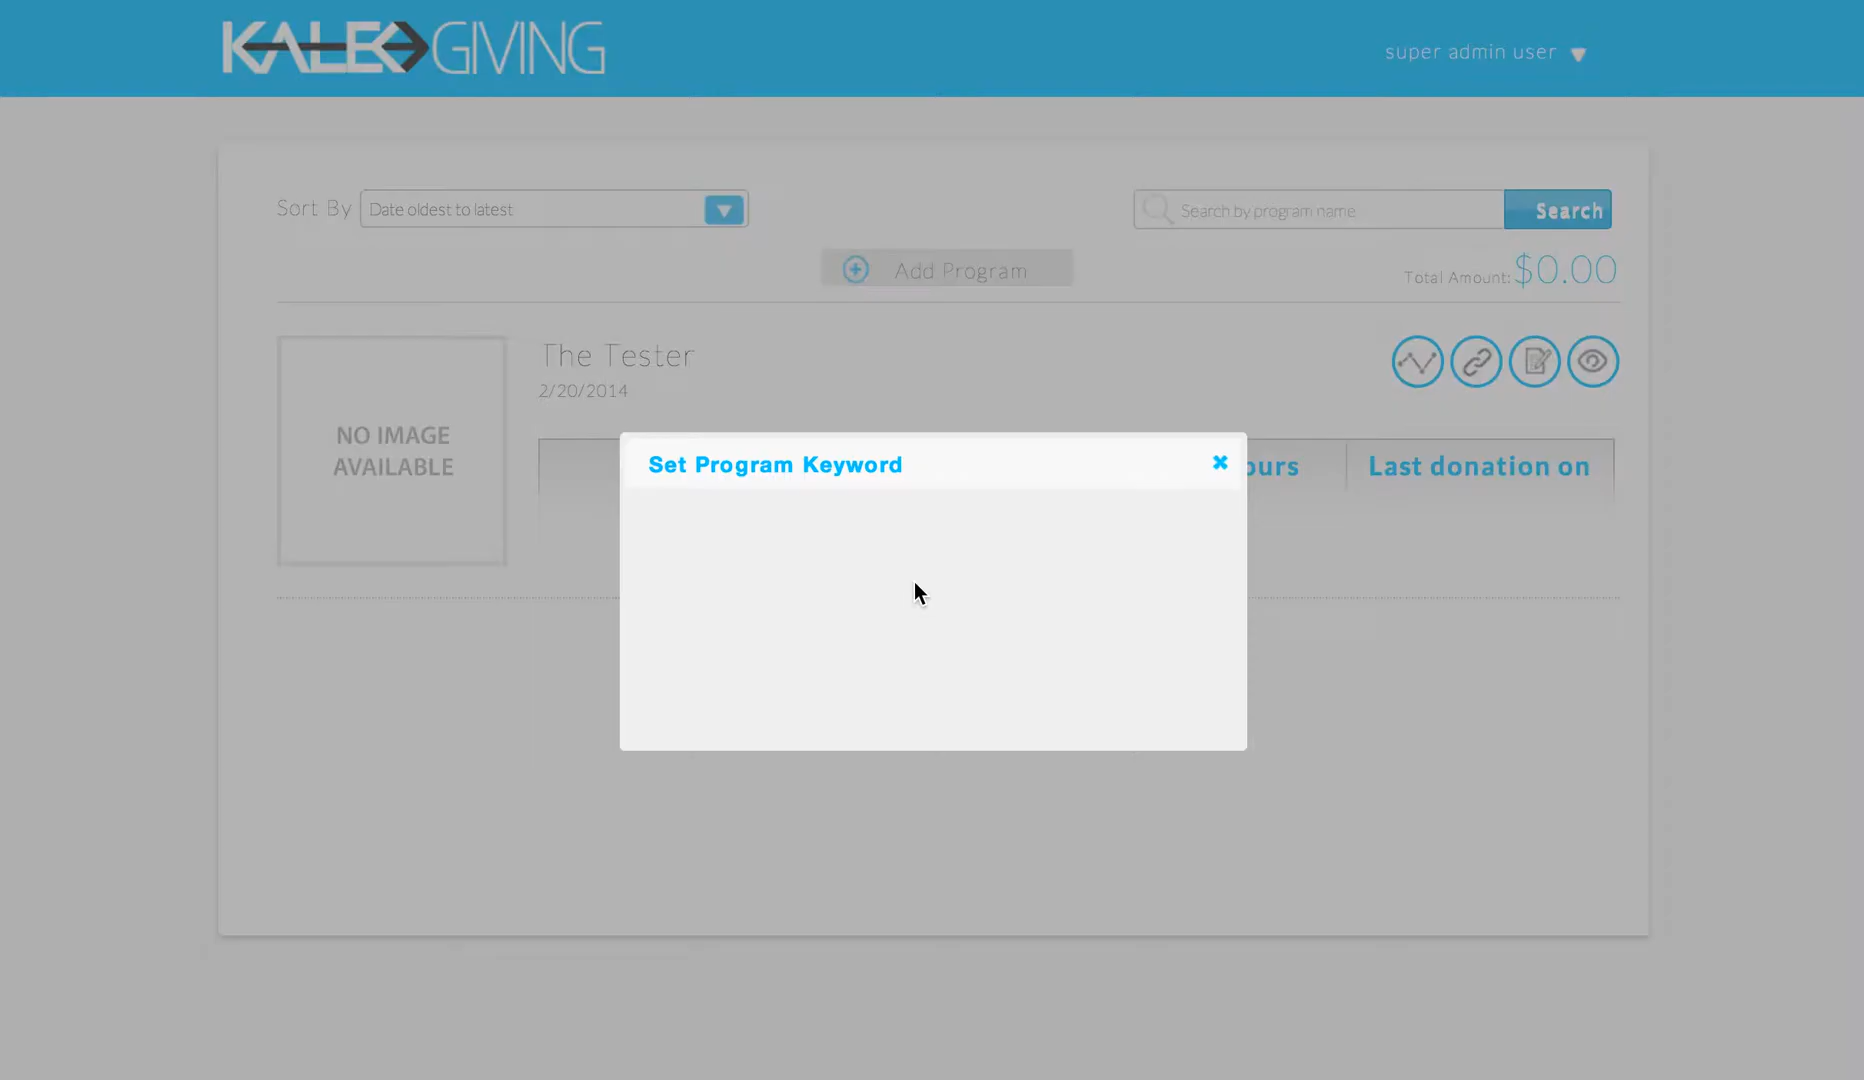 KALEO GIVING
super admin user
Sort By Date oldest to latest
Search by program name Search
Add Program
Total Amount: $0.00
The Tester
2/20/2014
NO IMAGE
AVAILABLE
Set Program Keyword
ours
Last donation on